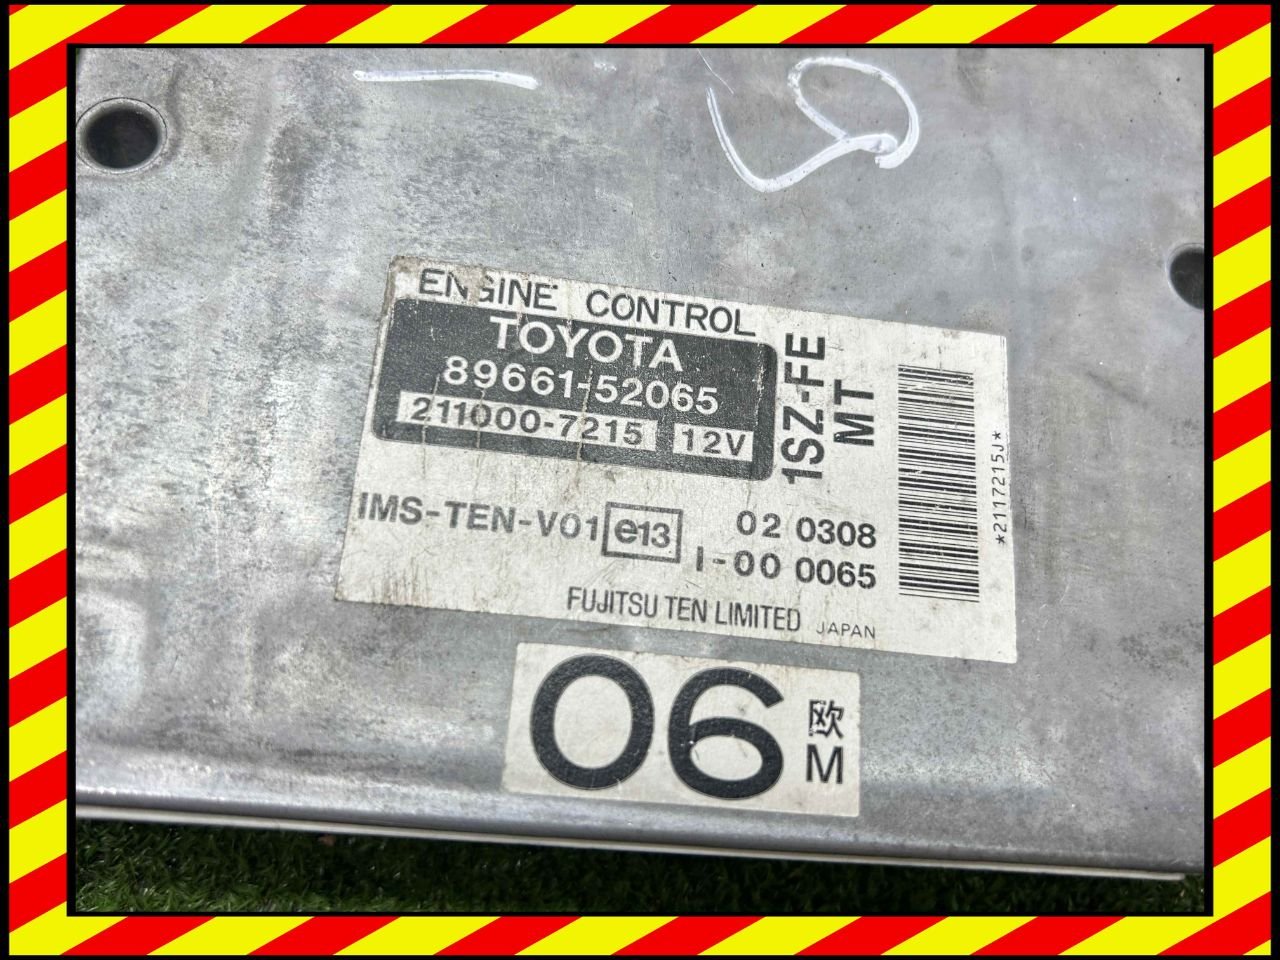 ENGINE CONTROL
TOYOTA
89661-52065
211000-7215 12V
1SZ-FE
MT
*2117215J*
IMS-TEN-V01 e13 02 0308
I-00 0065
FUJITSU TEN LIMITED JAPAN
06 欧
M